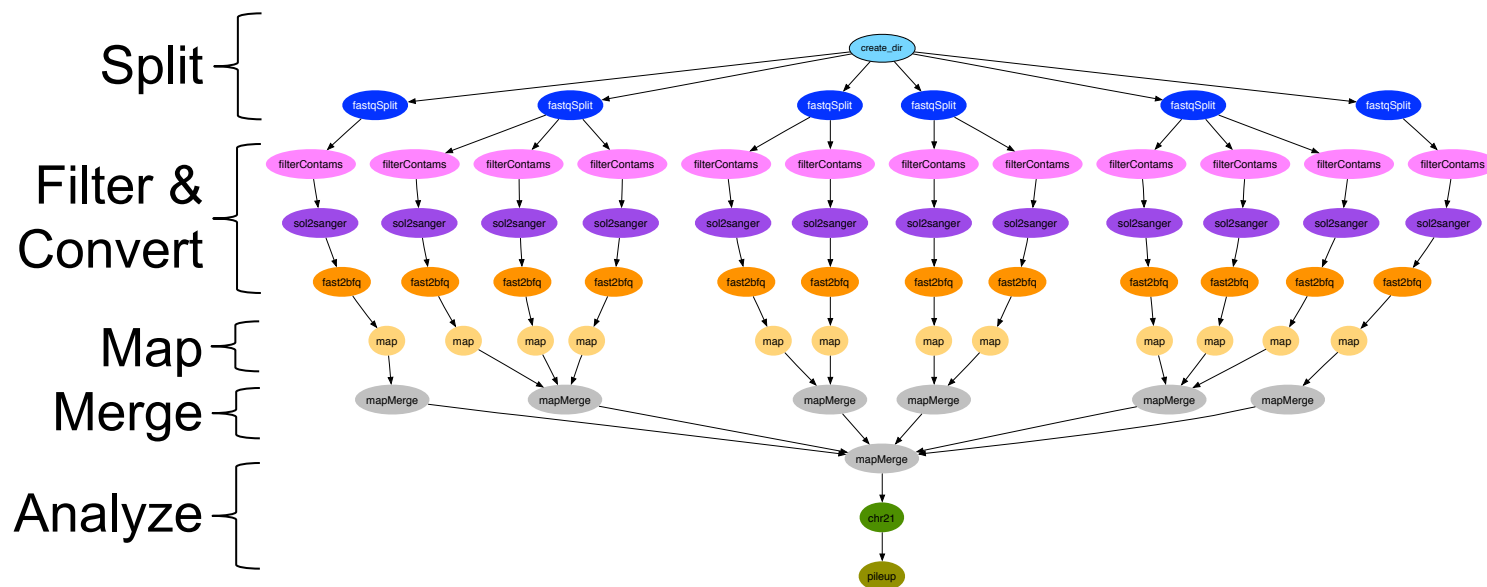 Split
create_dir
fastqSplit fastqSplit fastqSplit fastqSplit fastqSplit fastqSplit
Filter &
Convert
filterContams filterContams filterContams filterContams filterContams filterContams filterContams filterContams filterContams filterContams filterContams filterContams
sol2sanger sol2sanger sol2sanger sol2sanger sol2sanger sol2sanger sol2sanger sol2sanger sol2sanger sol2sanger sol2sanger sol2sanger
fast2bfq fast2bfq fast2bfq fast2bfq fast2bfq fast2bfq fast2bfq fast2bfq fast2bfq fast2bfq fast2bfq fast2bfq
Map
map map map map map map map map map map map map
Merge
mapMerge mapMerge mapMerge mapMerge mapMerge mapMerge
mapMerge
Analyze
chr21
pileup